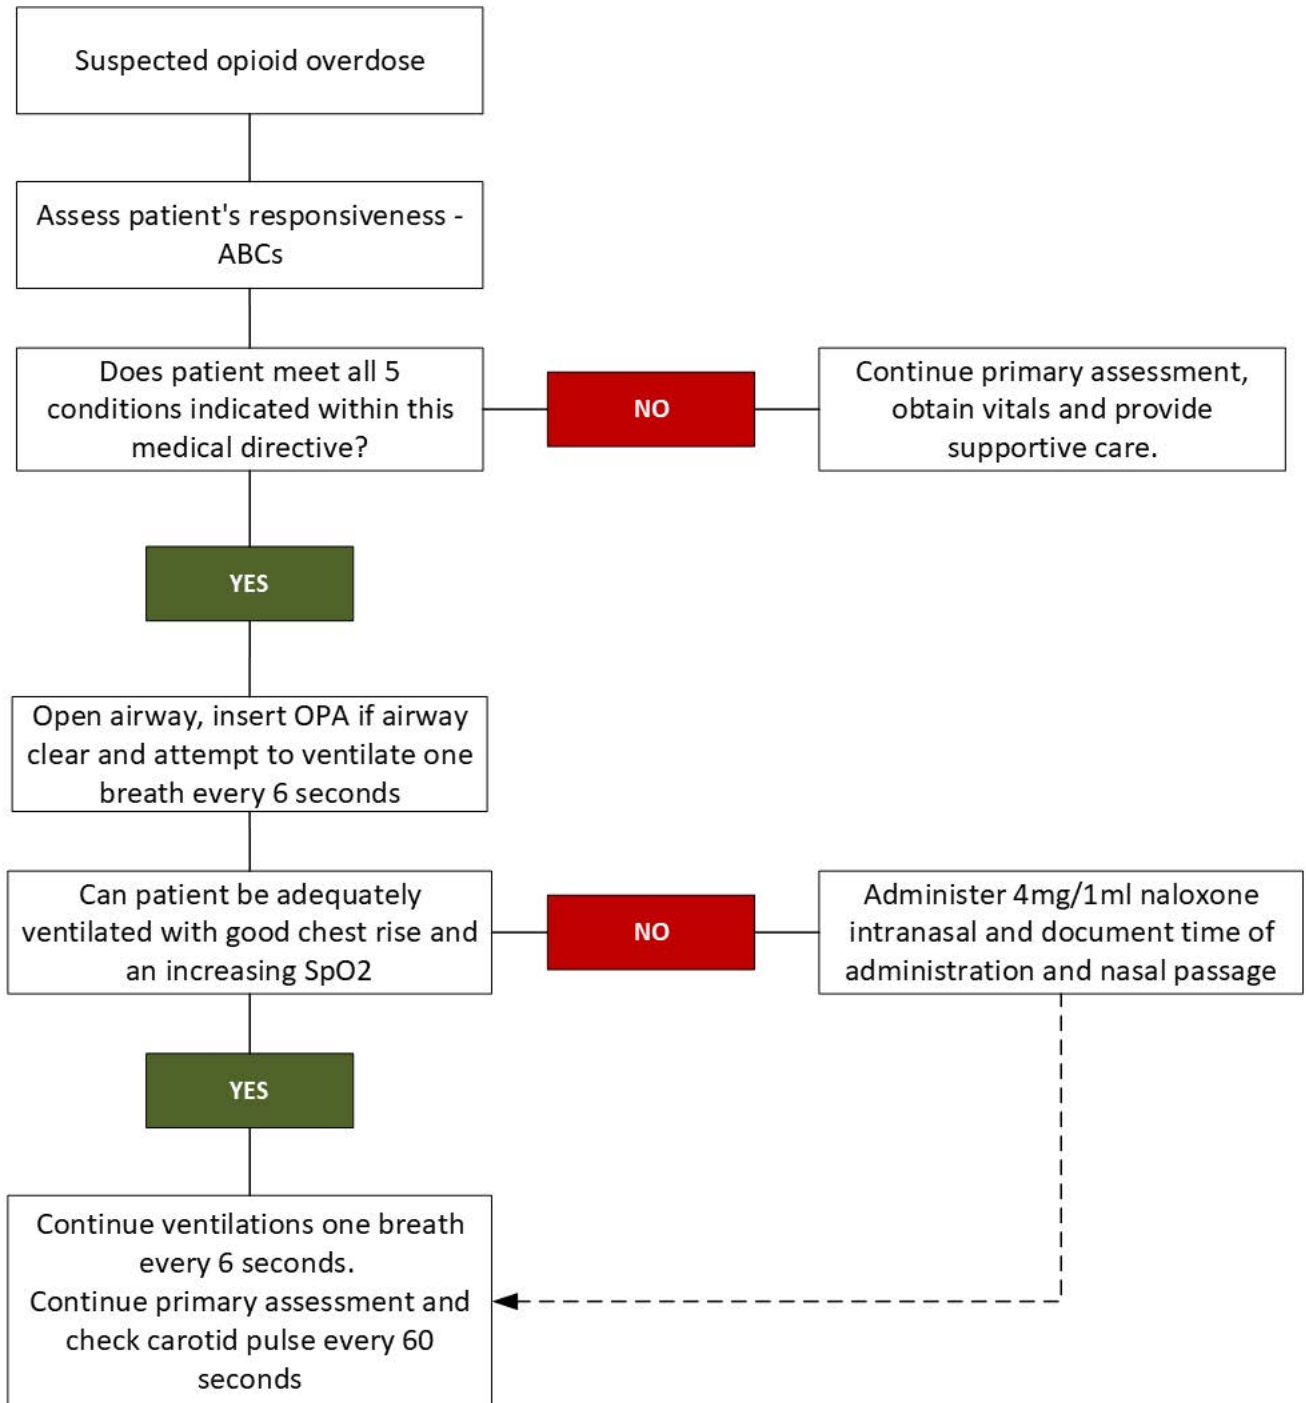 Suspected opioid overdose
Assess patient's responsiveness -
ABCs
Does patient meet all 5
conditions indicated within this
medical directive?
NO
Continue primary assessment,
obtain vitals and provide
supportive care.
YES
Open airway, insert OPA if airway
clear and attempt to ventilate one
breath every 6 seconds
Can patient be adequately
ventilated with good chest rise and
an increasing SpO2
NO
Administer 4mg/1ml naloxone
intranasal and document time of
administration and nasal passage
YES
Continue ventilations one breath
every 6 seconds.
Continue primary assessment and
check carotid pulse every 60
seconds